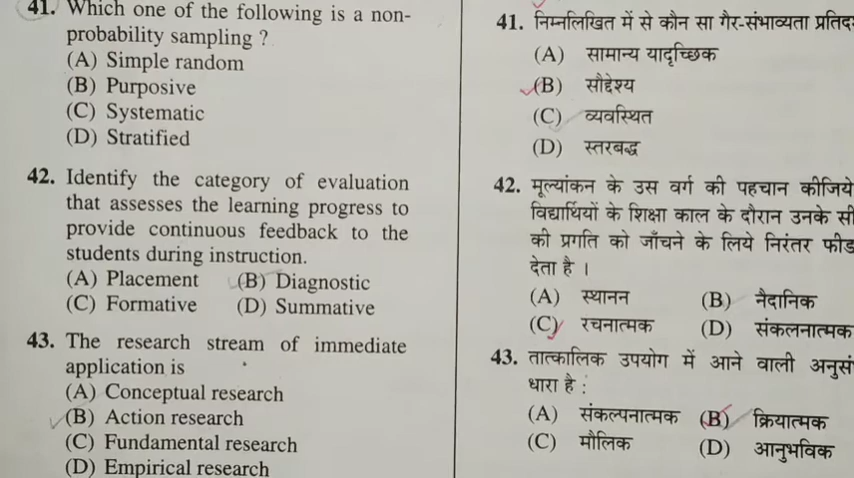 41. Which one of the following is a non-
probability sampling ?
(A) Simple random
(B) Purposive
(C) Systematic
(D) Stratified
42. Identify the category of evaluation
that assesses the learning progress to
provide continuous feedback to the
students during instruction.
(A) Placement (B) Diagnostic
(C) Formative (D) Summative
43. The research stream of immediate
application is
(A) Conceptual research
(B) Action research
(C) Fundamental research
(D) Empirical research
41. निम्नलिखित में से कौन सा गैर-संभाव्यता
(A) सामान्य यादृच्छिक
(B) सौद्देश्य
(C) व्यवस्थित
(D) स्तरबद्ध
42. मूल्यांकन के उस वर्ग की पहचान कीजिये
विद्यार्थियों के शिक्षा काल के दौरान उनके
की प्रगति को जाँचने के लिये निरंतर
देता है ।
(A) स्थानन (B) नैदानिक
(C) रचनात्मक (D) संकलनात्मक
43. तात्कालिक उपयोग में आने वाली
धारा है :
(A) संकल्पनात्मक (B) क्रियात्मक
(C) मौलिक (D) आनुभविक